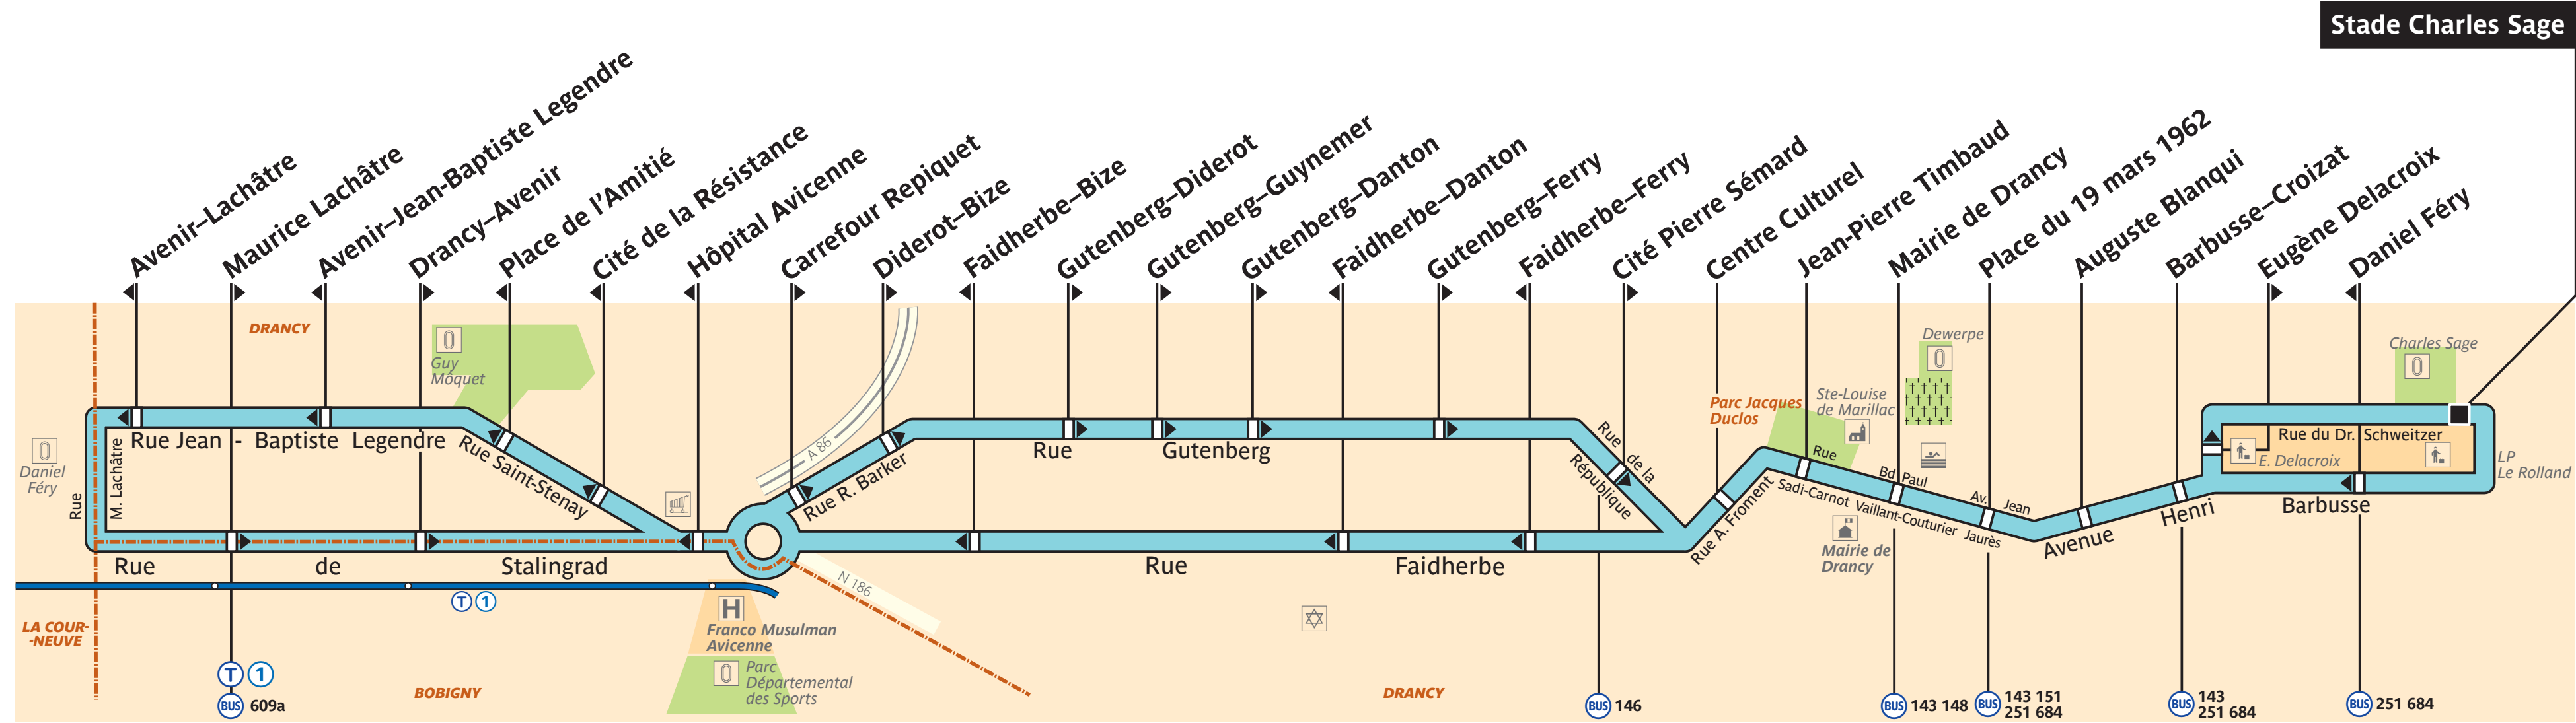 Stade Charles Sage
Avenir–Lachâtre
Maurice Lachâtre
Avenir–Jean-Baptiste Legendre
Drancy–Avenir
Place de l’Amitié
Cité de la Résistance
Hôpital Avicenne
Carrefour Repiquet
Diderot–Bize
Faidherbe–Bize
Gutenberg–Diderot
Gutenberg–Guynemer
Gutenberg–Danton
Faidherbe–Danton
Gutenberg–Ferry
Faidherbe–Ferry
Cité Pierre Sémard
Centre Culturel
Jean-Pierre Timbaud
Mairie de Drancy
Place du 19 mars 1962
Auguste Blanqui
Barbusse–Croizat
Eugène Delacroix
Daniel Féry
DRANCY
Guy
Môquet
Daniel
Féry
Rue
M. Lachâtre
Rue Jean - Baptiste Legendre
Rue Saint-Stenay
A 86
Rue R. Barker
Rue Gutenberg
Rue de la
République
Parc Jacques
Duclos
Ste-Louise
de Marillac
Dewerpe
Charles Sage
Rue
Sadi-Carnot
Bd Paul
Vaillant-Couturier
Av. Jean
Jaurès
Rue A. Froment
Rue du Dr. Schweitzer
E. Delacroix
LP
Le Rolland
Avenue Henri Barbusse
Mairie de
Drancy
Rue de Stalingrad
Rue Faidherbe
N 186
T 1
LA COUR-
-NEUVE
H
Franco Musulman
Avicenne
Parc
Départemental
des Sports
T 1
BUS 609a
BOBIGNY
DRANCY
BUS 146
BUS 143 148
BUS 143 151
251 684
BUS 143
251 684
BUS 251 684